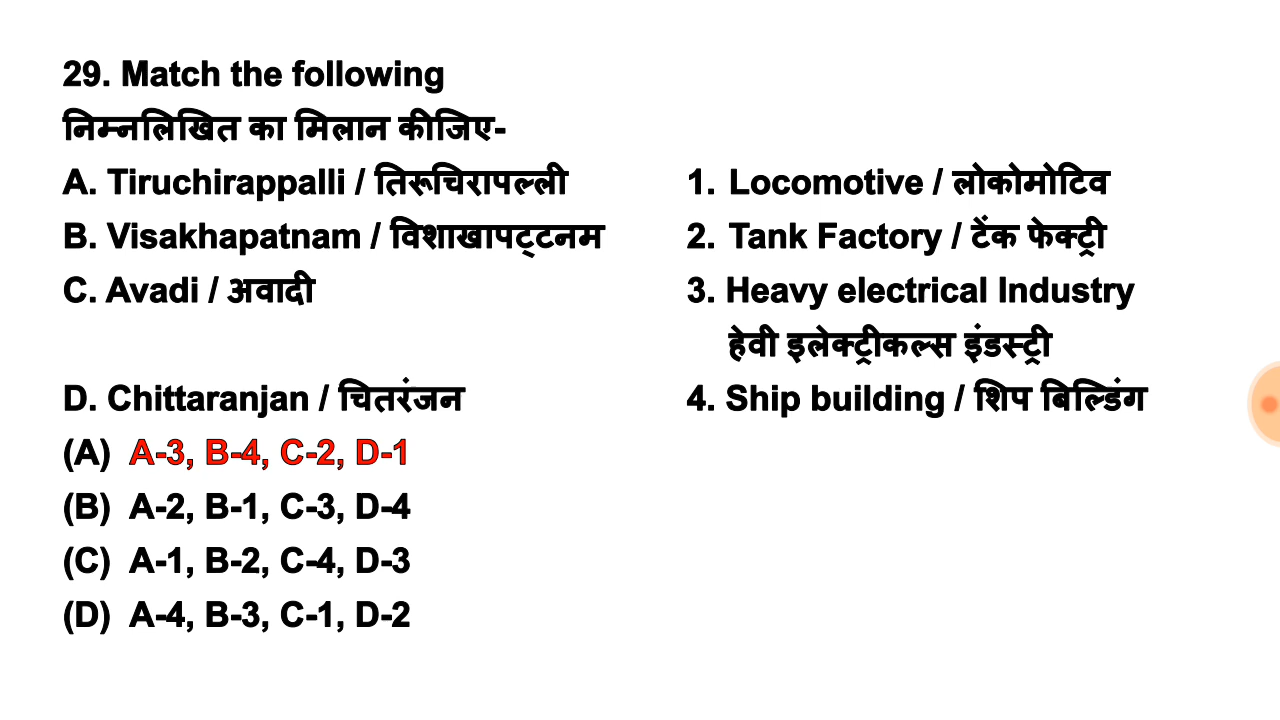 29. Match the following
निम्नलिखित का मिलान कीजिए-
A. Tiruchirappalli / तिरूचिरापल्ली 1. Locomotive / लोकोमोटिव
B. Visakhapatnam / विशाखापट्टनम 2. Tank Factory / टेंक फेक्ट्री
C. Avadi / अवादी 3. Heavy electrical Industry
हेवी इलेक्ट्रीकल्स इंडस्ट्री
D. Chittaranjan / चितरंजन 4. Ship building / शिप बिल्डिंग
(A) A-3, B-4, C-2, D-1
(B) A-2, B-1, C-3, D-4
(C) A-1, B-2, C-4, D-3
(D) A-4, B-3, C-1, D-2